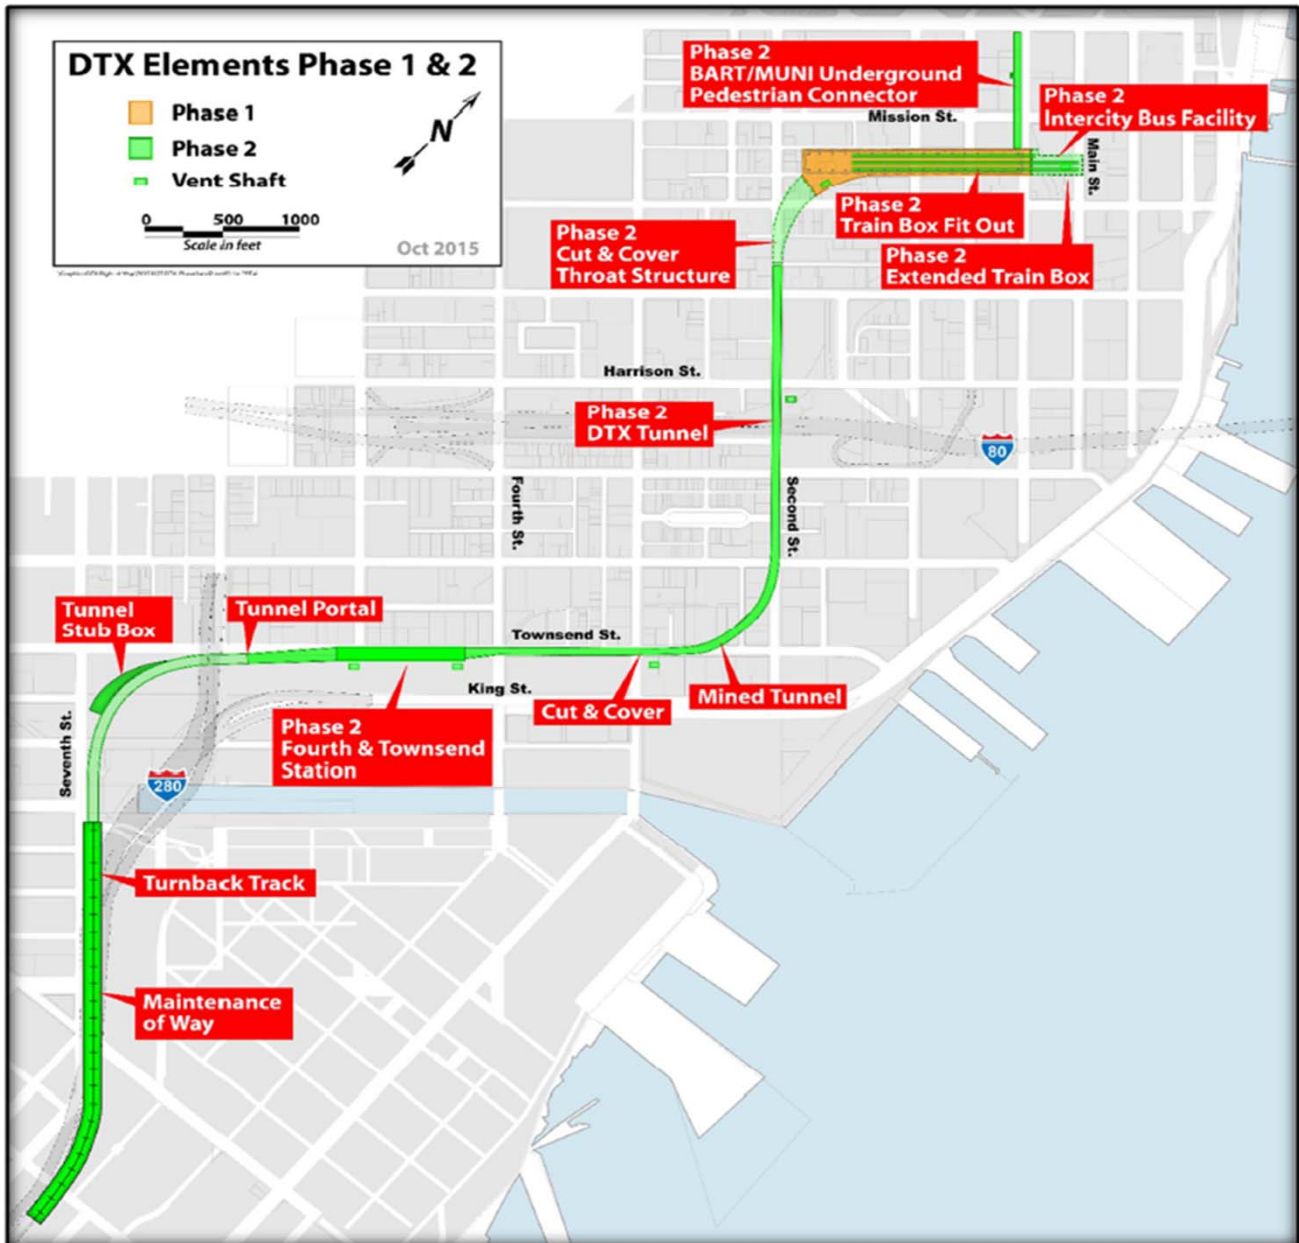 DTX Elements Phase 1 & 2
Phase 1
Phase 2
Vent Shaft
N
0 500 1000
Scale in feet
Oct 2015
Phase 2
BART/MUNI Underground
Pedestrian Connector
Mission St.
Phase 2
Intercity Bus Facility
Main St.
Phase 2
Train Box Fit Out
Phase 2
Cut & Cover
Throat Structure
Phase 2
Extended Train Box
Harrison St.
Phase 2
DTX Tunnel
80
Fourth St.
Second St.
Tunnel
Stub Box
Tunnel Portal
Townsend St.
King St.
Mined Tunnel
Cut & Cover
Phase 2
Fourth & Townsend
Station
Seventh St.
280
Turnback Track
Maintenance
of Way